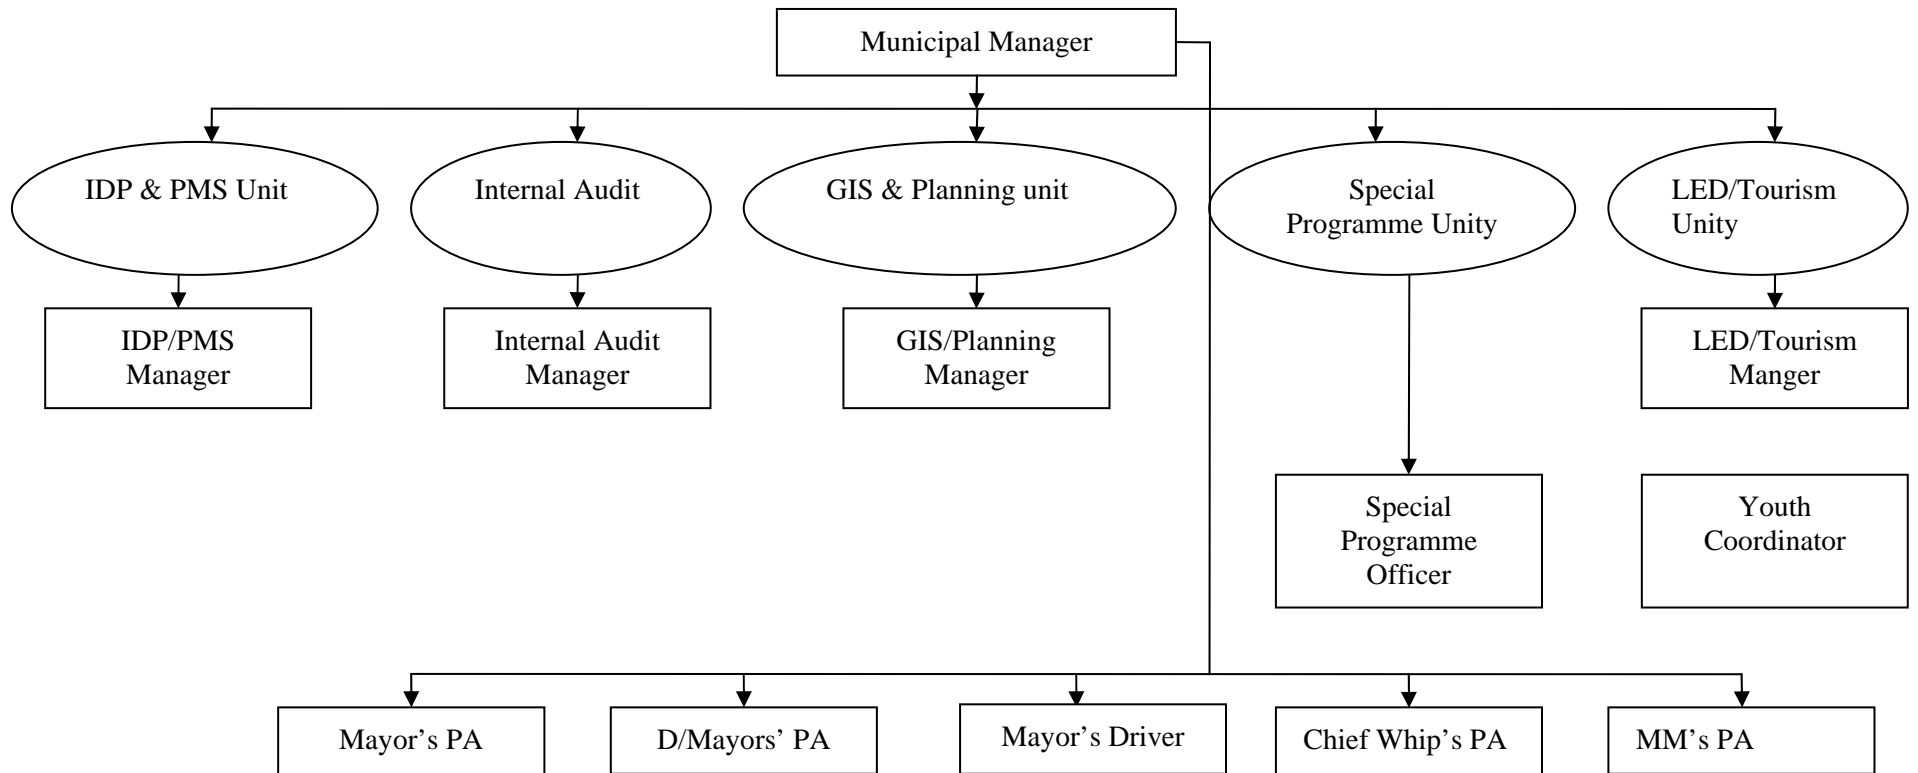 Municipal Manager
IDP & PMS Unit
Internal Audit
GIS & Planning unit
Special
Programme Unity
LED/Tourism
Unity
IDP/PMS
Manager
Internal Audit
Manager
GIS/Planning
Manager
LED/Tourism
Manger
Special
Programme
Officer
Youth
Coordinator
Mayor’s PA
D/Mayors’ PA
Mayor’s Driver
Chief Whip’s PA
MM’s PA